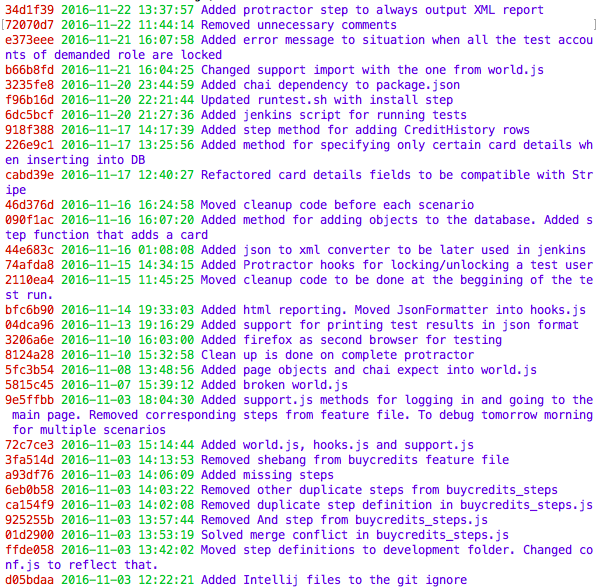 34d1f39 2016-11-22 13:37:57 Added protractor step to always output XML report
72070d7 2016-11-22 11:44:14 Removed unnecessary comments
e373eee 2016-11-21 16:07:58 Added error message to situation when all the test accou
nts of demanded role are locked
b66b8fd 2016-11-21 16:04:25 Changed support import with the one from world.js
3235fe8 2016-11-20 23:44:59 Added chai dependency to package.json
f96b16d 2016-11-20 22:21:44 Updated runtest.sh with install step
6dc5bcf 2016-11-20 21:27:36 Added jenkins script for running tests
918f388 2016-11-17 14:17:39 Added step method for adding CreditHistory rows
226e9c1 2016-11-17 13:25:56 Added method for specifying only certain card details wh
en inserting into DB
cabd39e 2016-11-17 12:40:27 Refactored card details fields to be compatible with Str
ipe
46d376d 2016-11-16 16:24:58 Moved cleanup code before each scenario
090f1ac 2016-11-16 16:07:20 Added method for adding objects to the database. Added s
tep function that adds a card
44e683c 2016-11-16 01:08:08 Added json to xml converter to be later used in jenkins
74afda8 2016-11-15 14:34:15 Added Protractor hooks for locking/unlocking a test user
2110ea4 2016-11-15 11:45:25 Moved cleanup code to be done at the beggining of the te
st run.
bfc6b90 2016-11-14 19:33:03 Added html reporting. Moved JsonFormatter into hooks.js
04dca96 2016-11-13 19:16:29 Added support for printing test results in json format
3206a6e 2016-11-10 16:03:00 Added firefox as second browser for testing
8124a28 2016-11-10 15:32:58 Clean up is done on complete protractor
5fc3b54 2016-11-08 13:48:56 Added page objects and chai expect into world.js
5815c45 2016-11-07 15:39:12 Added broken world.js
9e5ffbb 2016-11-03 18:04:30 Added support.js methods for logging in and going to the
main page. Removed corresponding steps from feature file. To debug tomorrow morning
for multiple scenarios
72c7ce3 2016-11-03 15:14:44 Added world.js, hooks.js and support.js
3fa514d 2016-11-03 14:13:53 Removed shebang from buycredits feature file
a93df76 2016-11-03 14:06:09 Added missing steps
6eb0b58 2016-11-03 14:03:22 Removed other duplicate steps from buycredits_steps
ca154f9 2016-11-03 14:02:08 Removed duplicate step definition in buycredits_steps.js
925255b 2016-11-03 13:57:44 Removed And step from buycredits_steps.js
01d2900 2016-11-03 13:53:19 Solved merge conflict in buycredits_steps.js
ffde058 2016-11-03 13:42:02 Moved step definitions to development folder. Changed co
nf.js to reflect that.
d05bdaa 2016-11-03 12:22:21 Added Intellij files to the git ignore